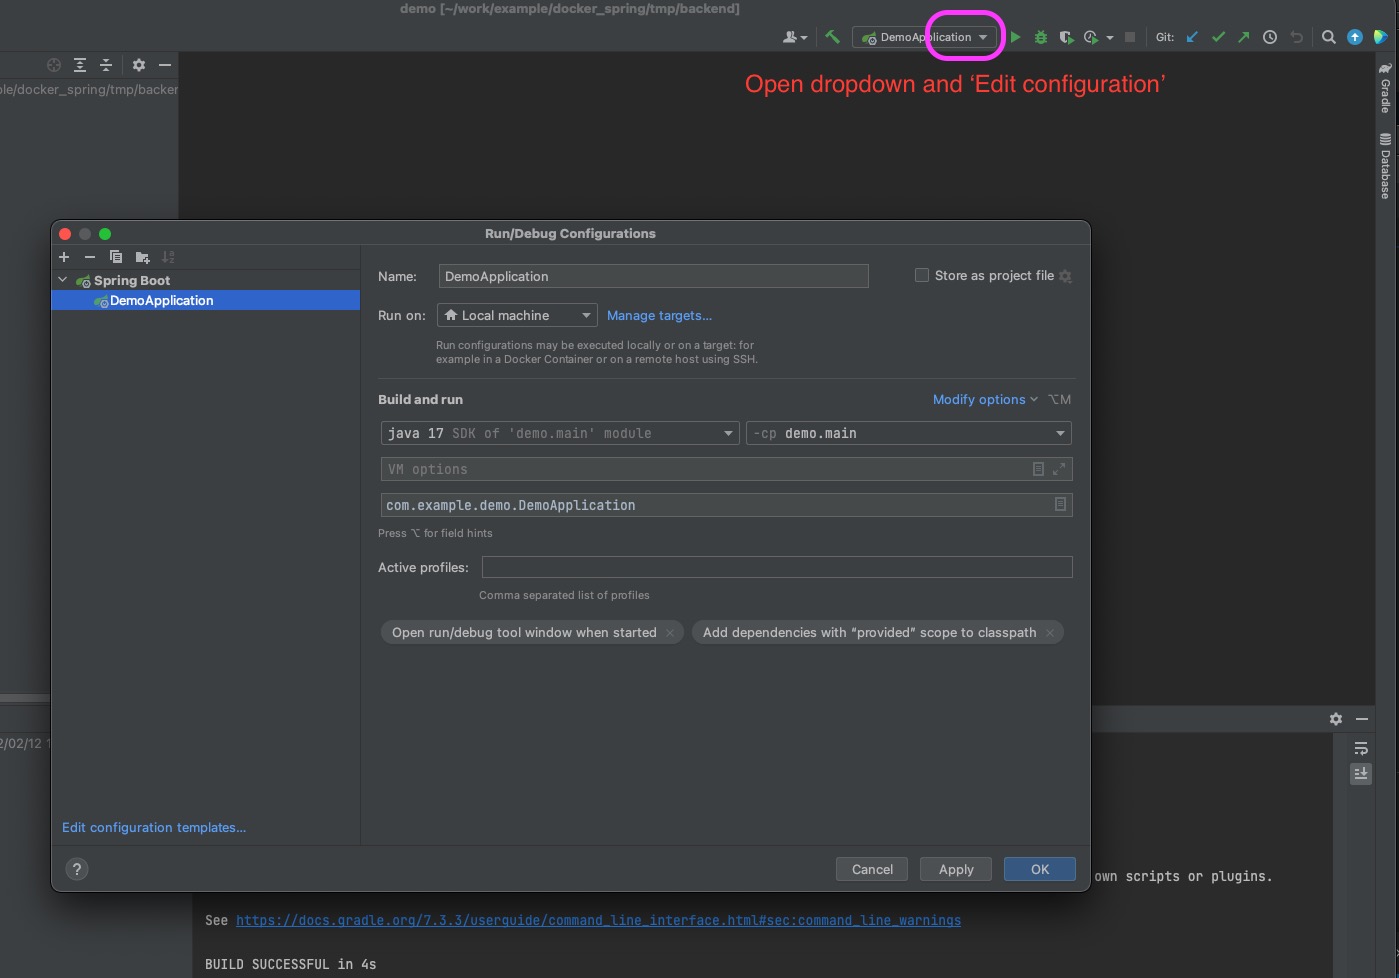 demo [~/work/example/docker_spring/tmp/backend]
DemoApplication
Git:
Open dropdown and ‘Edit configuration’
ple/docker_spring/tmp/backen
Gradle
Database
Run/Debug Configurations
Spring Boot
DemoApplication
Name:
DemoApplication
Store as project file
Run on:
Local machine
Manage targets...
Run configurations may be executed locally or on a target: for
example in a Docker Container or on a remote host using SSH.
Build and run
Modify options
⌥M
java 17 SDK of 'demo.main' module
-cp demo.main
VM options
com.example.demo.DemoApplication
Press ⌥ for field hints
Active profiles:
Comma separated list of profiles
Open run/debug tool window when started
Add dependencies with “provided” scope to classpath
2/02/12 1
Edit configuration templates...
?
Cancel
Apply
OK
own scripts or plugins.
See https://docs.gradle.org/7.3.3/userguide/command_line_interface.html#sec:command_line_warnings
BUILD SUCCESSFUL in 4s